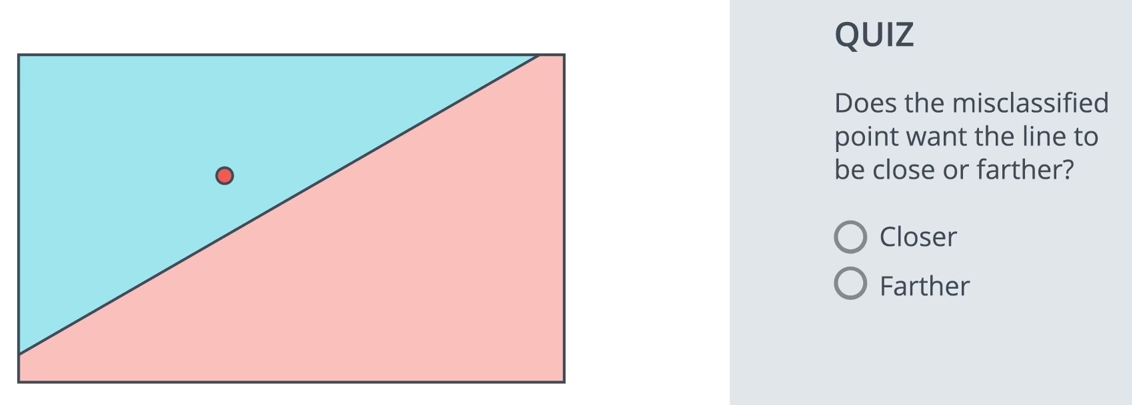 QUIZ
Does the misclassified
point want the line to
be close or farther?
Closer
Farther